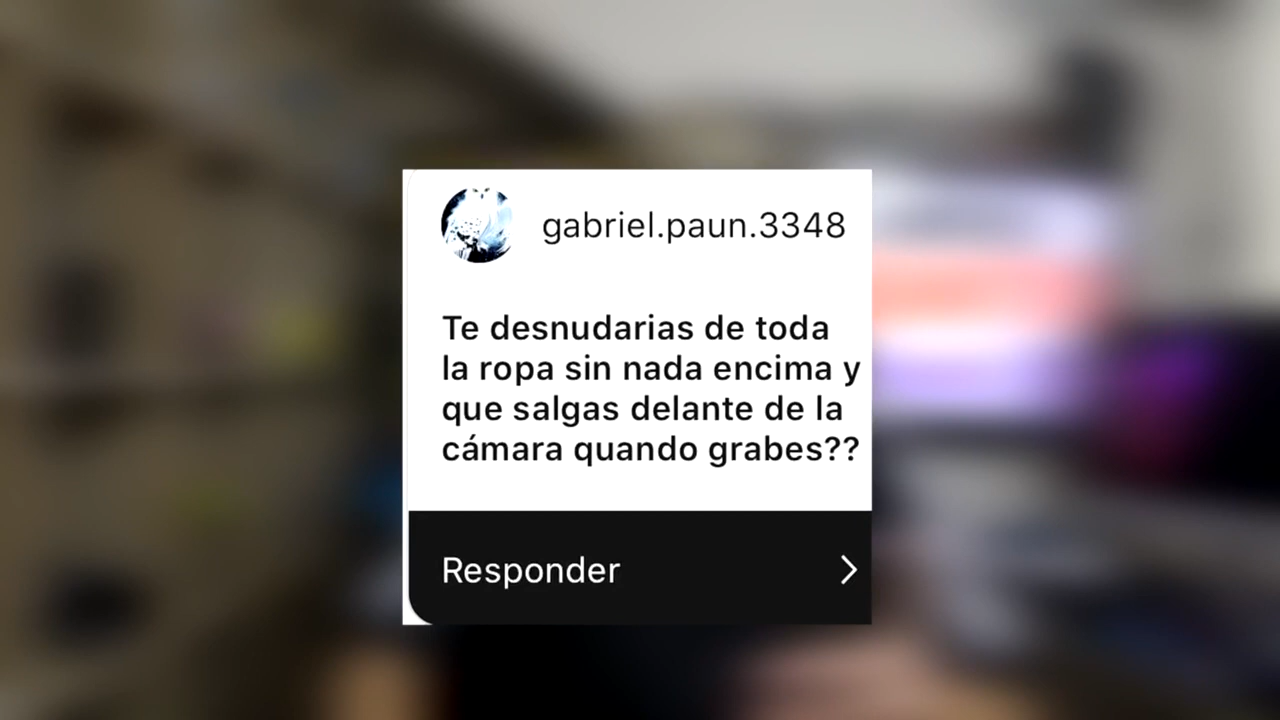 gabriel.paun.3348
Te desnudarias de toda
la ropa sin nada encima y
que salgas delante de la
cámara quando grabes??
Responder